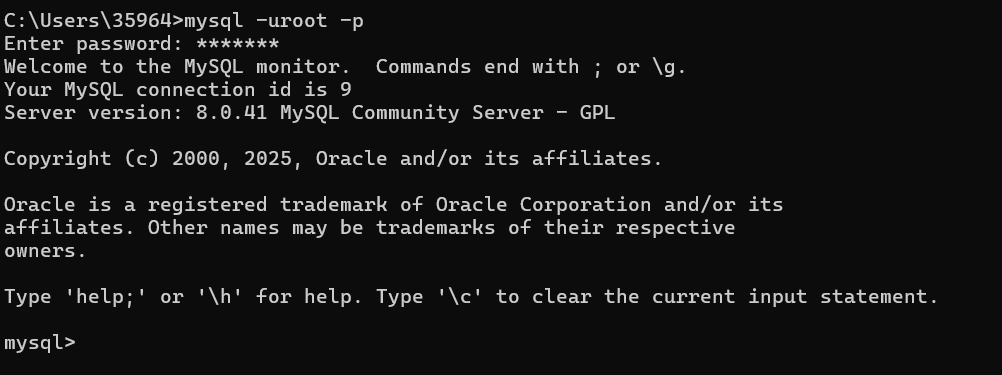 C:\Users\35964>mysql -uroot -p
Enter password: *******
Welcome to the MySQL monitor.  Commands end with ; or \g.
Your MySQL connection id is 9
Server version: 8.0.41 MySQL Community Server - GPL

Copyright (c) 2000, 2025, Oracle and/or its affiliates.

Oracle is a registered trademark of Oracle Corporation and/or its
affiliates. Other names may be trademarks of their respective
owners.

Type 'help;' or '\h' for help. Type '\c' to clear the current input statement.

mysql>